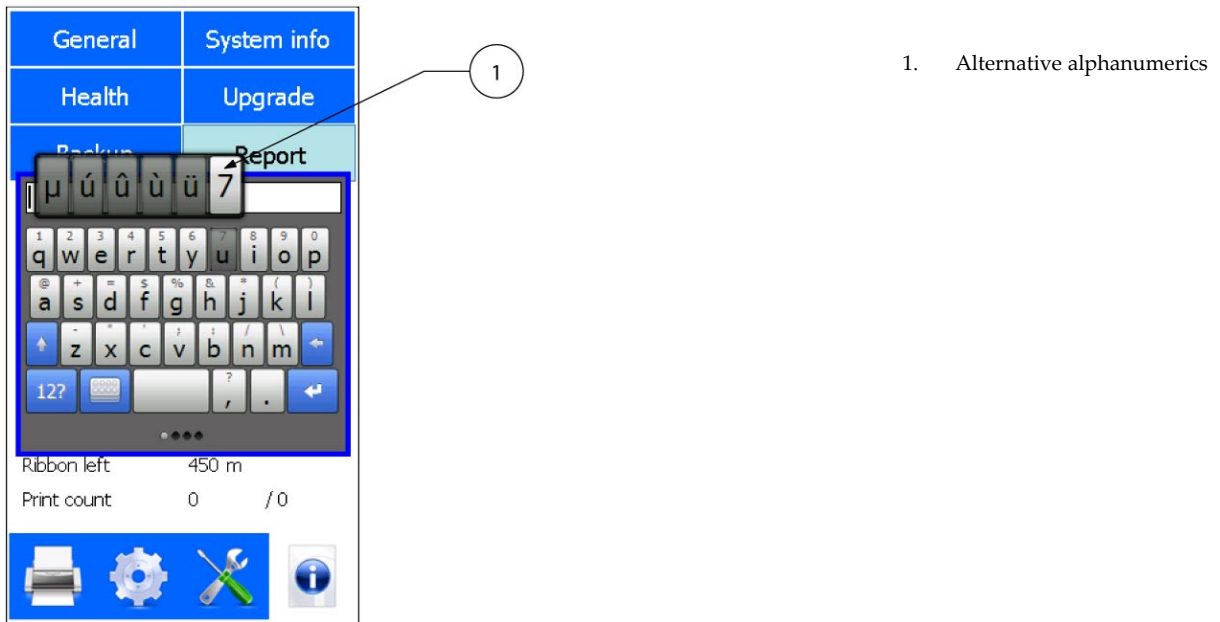 General System info
1
1. Alternative alphanumerics
Health Upgrade
Backup Report
µ ú û ù ü 7
1 2 3 4 5 6 7 8 9 0
q w e r t y u i o p
@ + = $ % & * ( )
a s d f g h j k l
- " ' ; : / \
z x c v b n m
?
12? , .
Ribbon left 450 m
Print count 0 / 0
i